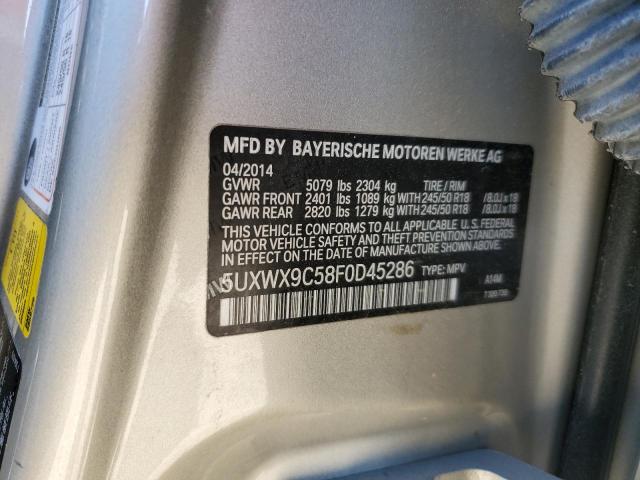 MFD BY BAYERISCHE MOTOREN WERKE AG
04/2014
GVWR 5079 lbs 2304 kg TIRE / RIM
GAWR FRONT 2401 lbs 1089 kg WITH 245/50 R18 /8.0J x 18
GAWR REAR 2820 lbs 1279 kg WITH 245/50 R18 /8.0J x 18
THIS VEHICLE CONFORMS TO ALL APPLICABLE U.S. FEDERAL
MOTOR VEHICLE SAFETY AND THEFT PREVENTION STANDARDS
IN EFFECT ON THE DATE OF MANUFACTURE SHOWN ABOVE.
5UXWX9C58F0D45286 TYPE: MPV
A14M